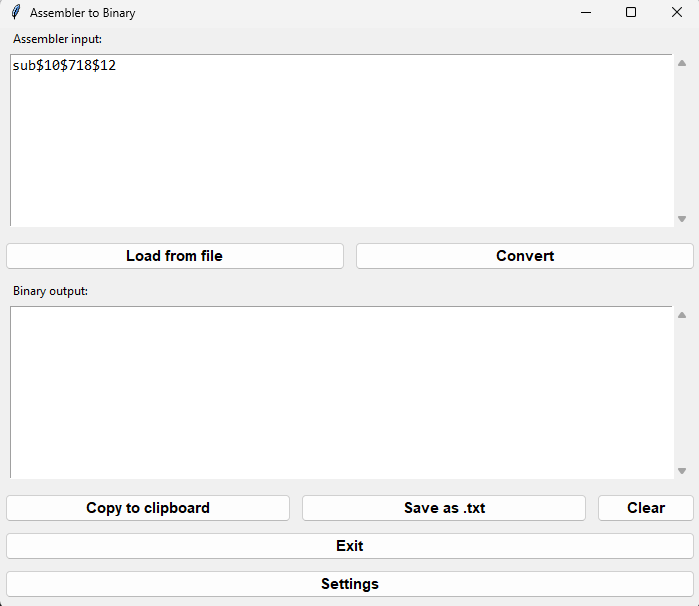 Assembler to Binary
Assembler input:
sub$10$718$12
Load from file
Convert
Binary output:
Copy to clipboard
Save as .txt
Clear
Exit
Settings